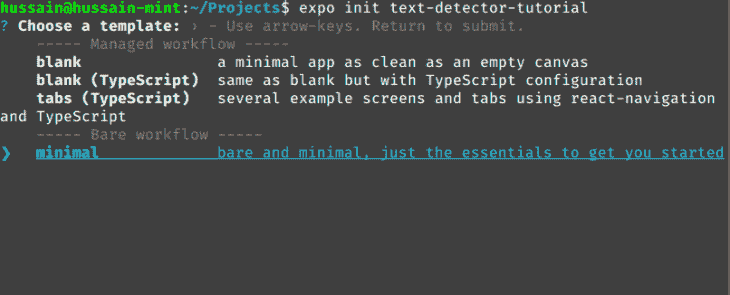 hussain@hussain-mint:~/Projects$ expo init text-detector-tutorial
? Choose a template: › - Use arrow-keys. Return to submit.
----- Managed workflow -----
blank a minimal app as clean as an empty canvas
blank (TypeScript) same as blank but with TypeScript configuration
tabs (TypeScript) several example screens and tabs using react-navigation
and TypeScript
----- Bare workflow -----
❯ minimal bare and minimal, just the essentials to get you started